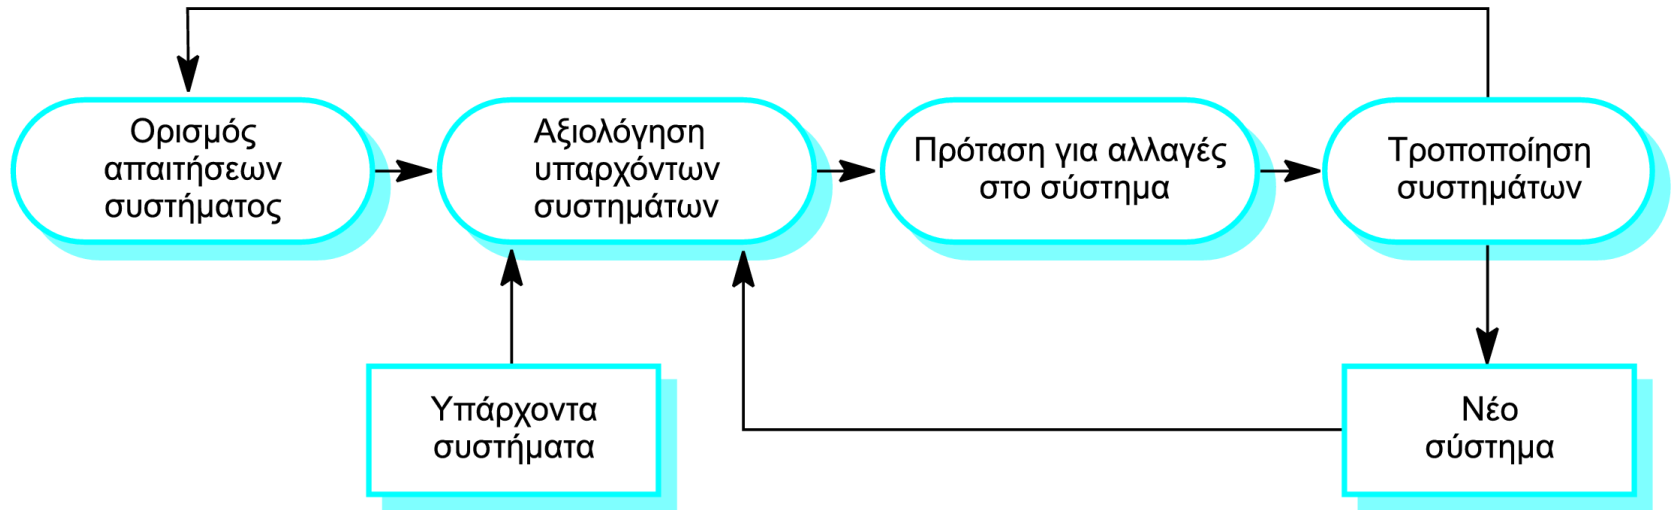 Ορισμός
απαιτήσεων
συστήματος
Αξιολόγηση
υπαρχόντων
συστημάτων
Πρόταση για αλλαγές
στο σύστημα
Τροποποίηση
συστημάτων
Υπάρχοντα
συστήματα
Νέο
σύστημα